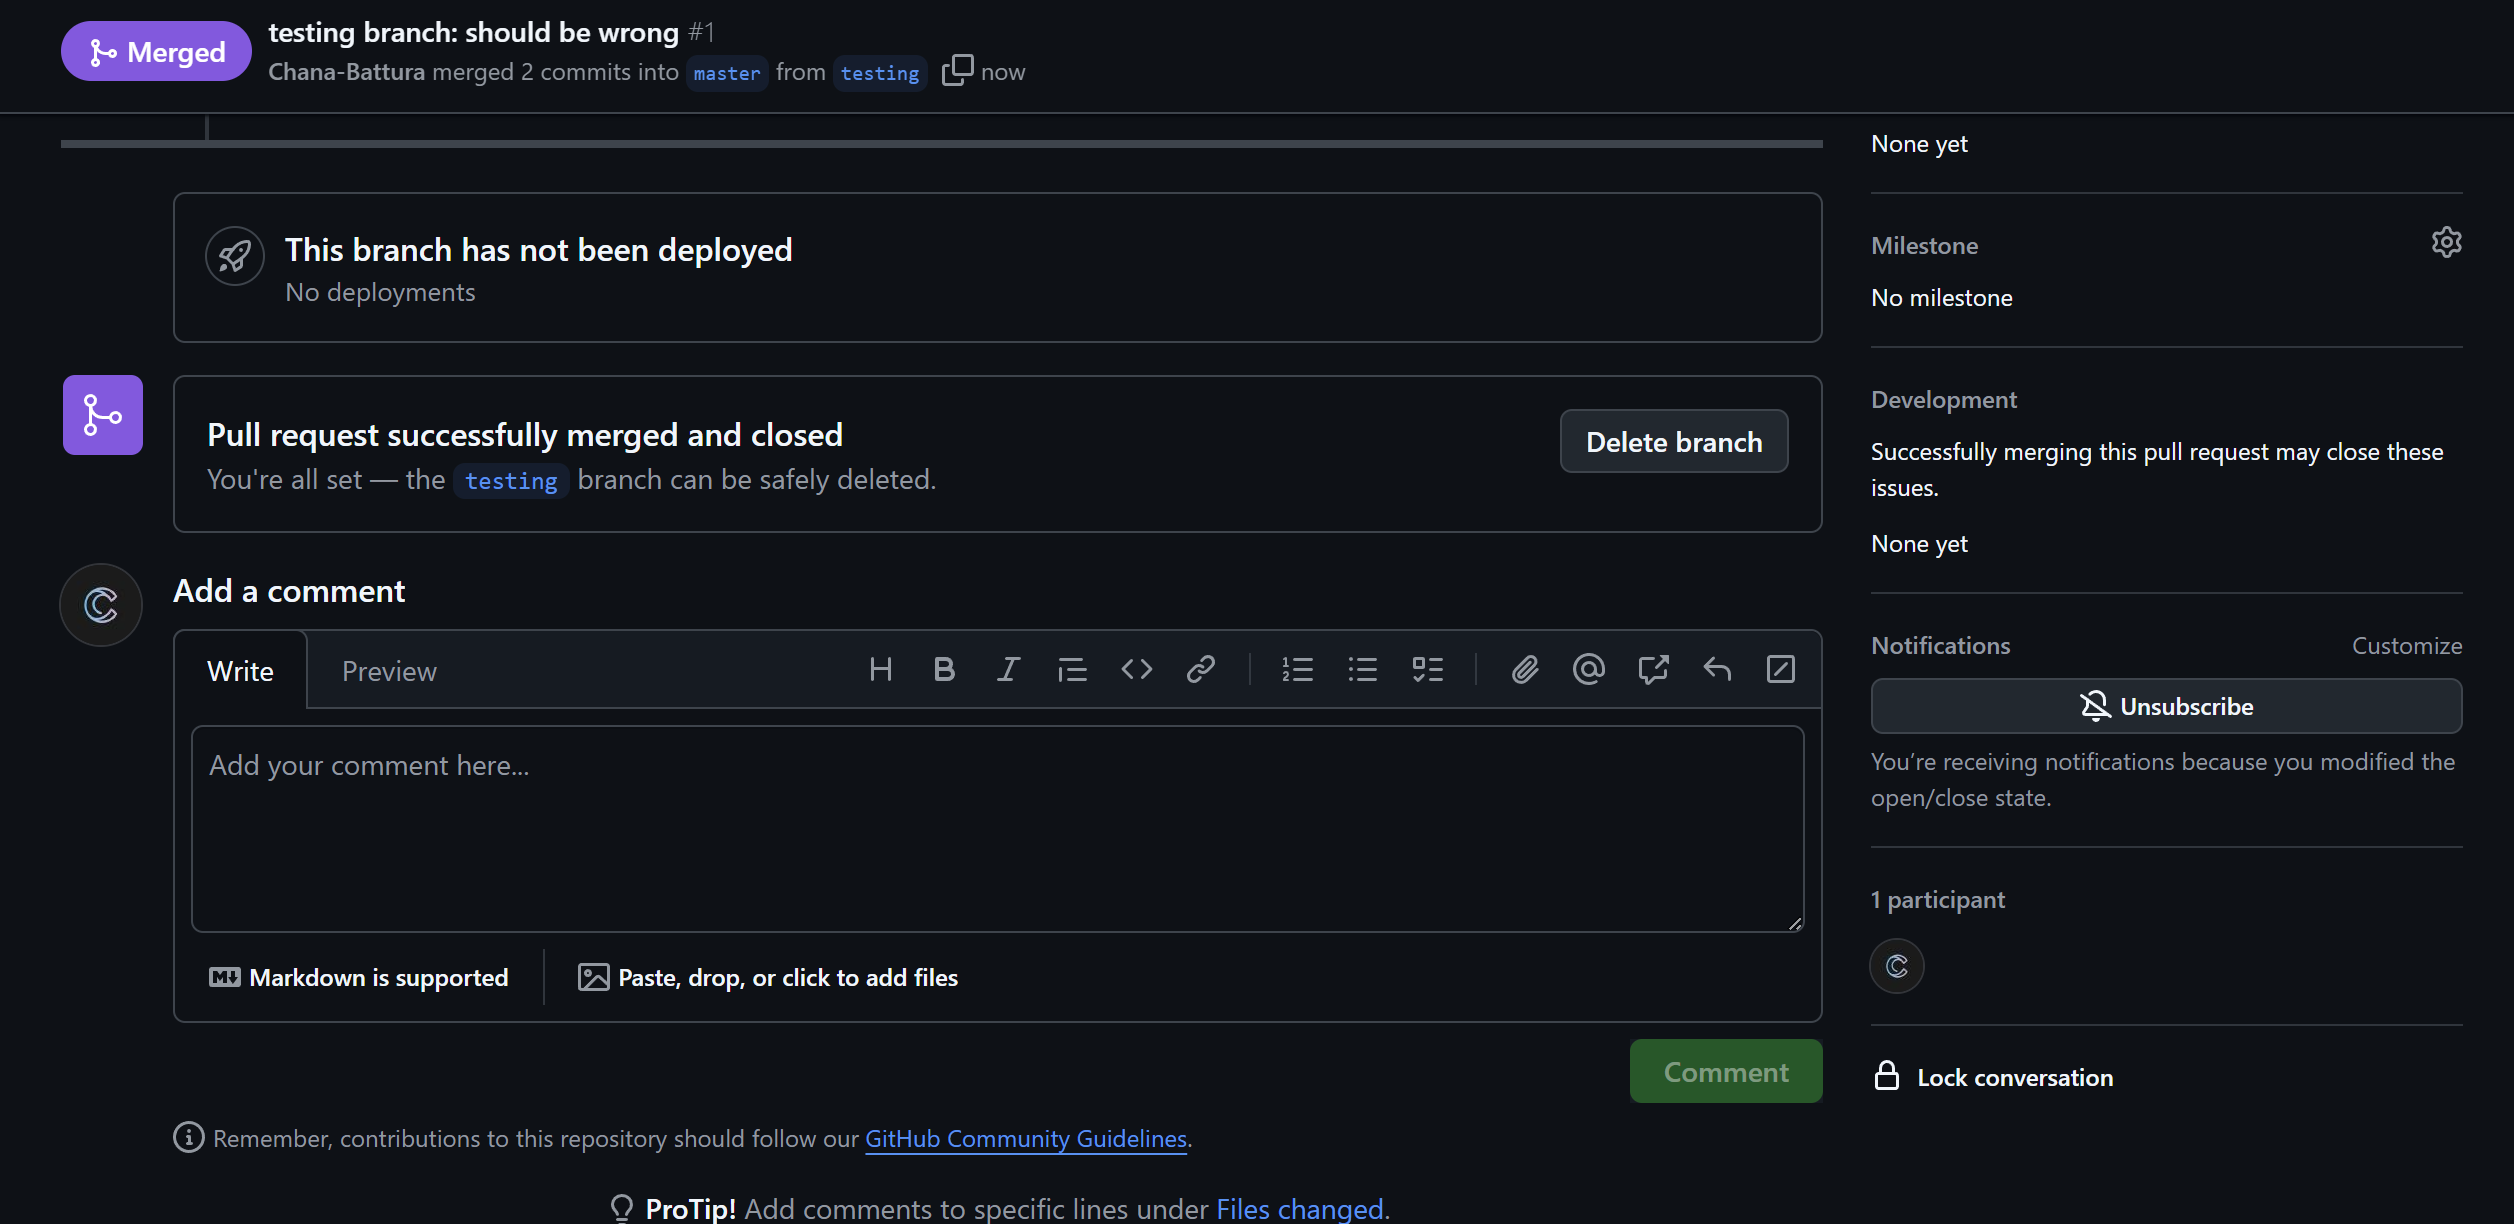 Merged
testing branch: should be wrong #1
Chana-Battura merged 2 commits into master from testing now
This branch has not been deployed
No deployments
Pull request successfully merged and closed
You're all set — the testing branch can be safely deleted.
Delete branch
Add a comment
Write
Preview
Add your comment here...
Markdown is supported
Paste, drop, or click to add files
Comment
Remember, contributions to this repository should follow our GitHub Community Guidelines.
ProTip! Add comments to specific lines under Files changed.
None yet
Milestone
No milestone
Development
Successfully merging this pull request may close these
issues.
None yet
Notifications
Customize
Unsubscribe
You’re receiving notifications because you modified the
open/close state.
1 participant
Lock conversation